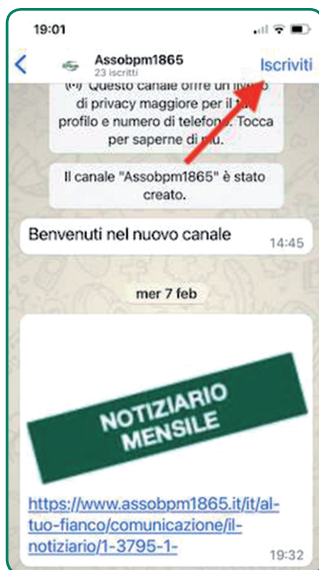 19:01
Assobpm1865
23 iscritti
Iscriviti
Questo canale offre un livello
di privacy maggiore per il tuo
profilo e numero di telefono. Tocca
per saperne di più.
Il canale "Assobpm1865" è stato
creato.
Benvenuti nel nuovo canale
14:45
mer 7 feb
NOTIZIARIO
MENSILE
https://www.assobpm1865.it/it/al-
tuo-fianco/comunicazione/il-
notiziario/1-3795-1-
19:32